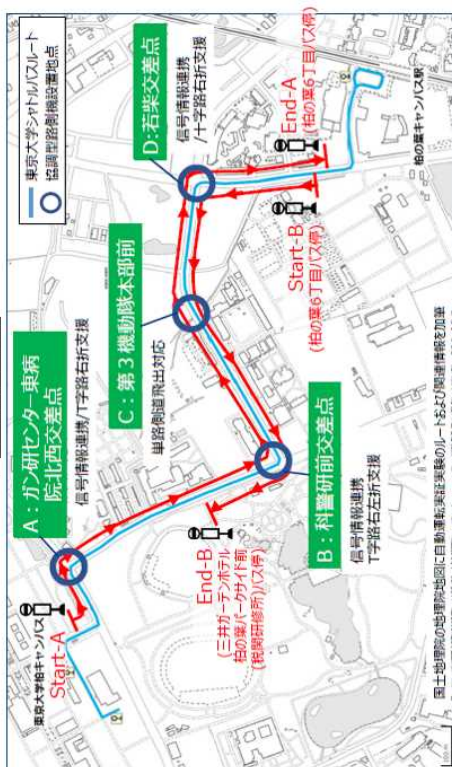 東京大学シャトルバスルート
協調型路側機設置地点
A：ガン研センター東病
院北西交差点
信号情報連携/T字路右折支援
東京大学柏キャンパス
Start-A
C：第3機動隊本部前
単路側道飛出対応
D：若柴交差点
信号情報連携
/十字路右折支援
End-A
(柏の葉6丁目バス停)
Start-B
(柏の葉6丁目バス停)
柏の葉キャンパス駅
End-B
(三井ガーデンホテル
柏の葉パークサイド前
(税関研修所)バス停)
B：科警研前交差点
信号情報連携
T字路右左折支援
国土地理院の地理院地図に自動運転実証実験のルートおよび関連情報を加筆